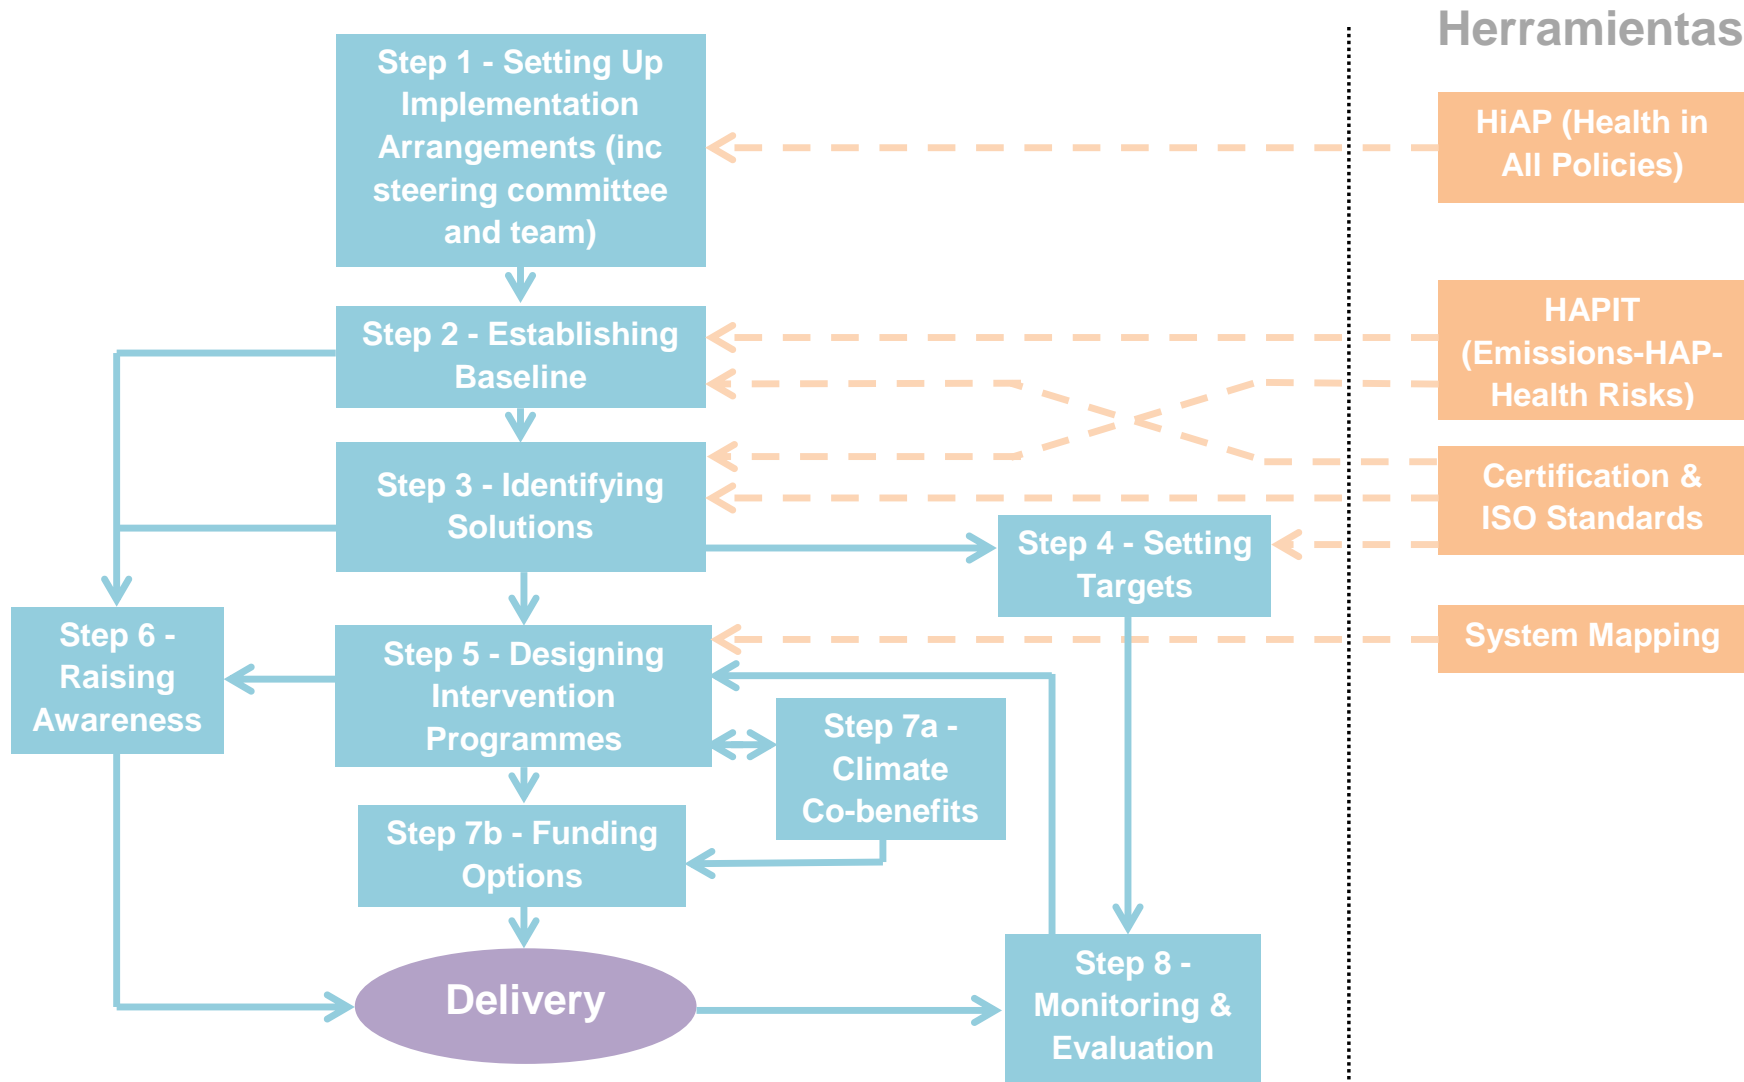 Herramientas
Step 1 - Setting Up
Implementation
Arrangements (inc
steering committee
and team)
HiAP (Health in
All Policies)
Step 2 - Establishing
Baseline
HAPIT
(Emissions-HAP-
Health Risks)
Step 3 - Identifying
Solutions
Certification &
ISO Standards
Step 4 - Setting
Targets
Step 6 -
Raising
Awareness
Step 5 - Designing
Intervention
Programmes
System Mapping
Step 7a -
Climate
Co-benefits
Step 7b - Funding
Options
Delivery
Step 8 -
Monitoring &
Evaluation